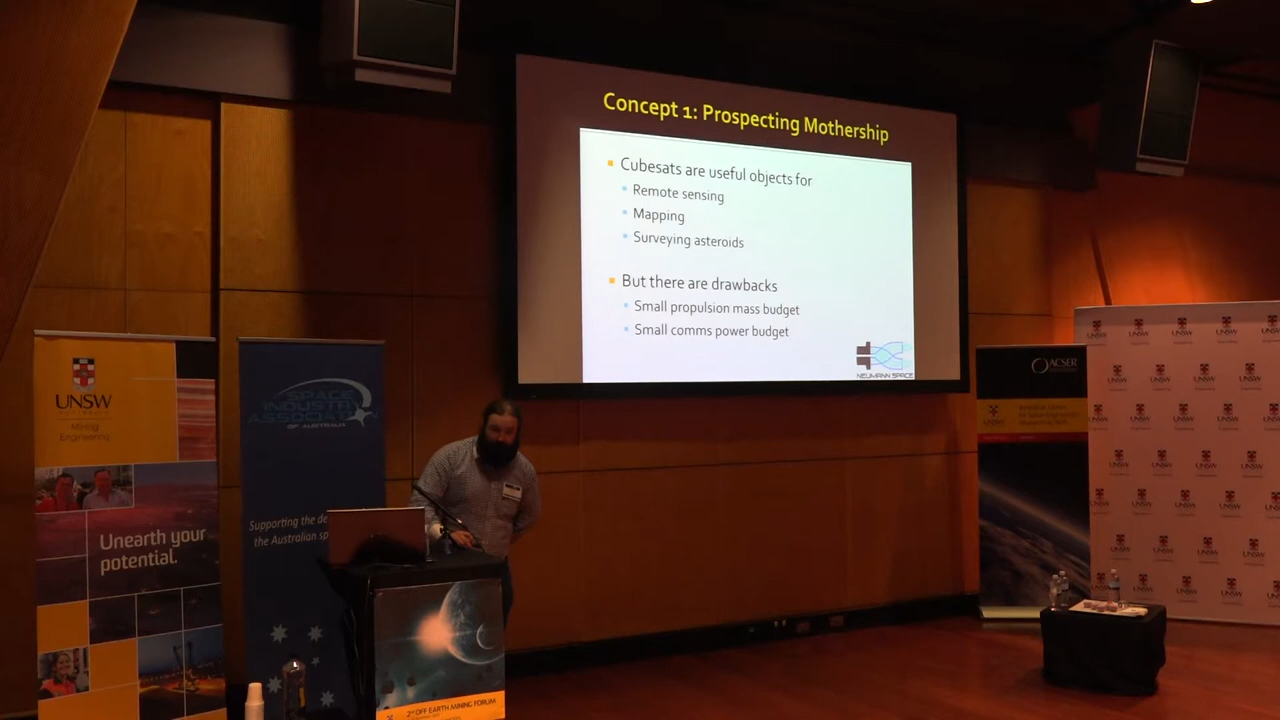 Concept 1: Prospecting Mothership
Cubesats are useful objects for
Remote sensing
Mapping
Surveying asteroids
But there are drawbacks
Small propulsion mass budget
Small comms power budget
NEUMANN SPACE
UNSW
Mining
Engineering
Unearth your
potential.
SPACE
INDUSTRY
ASSOCIATION
OF AUSTRALIA
Supporting the de
the Australian sp
2nd OFF EARTH MINING FORUM
ACSER
UNSW